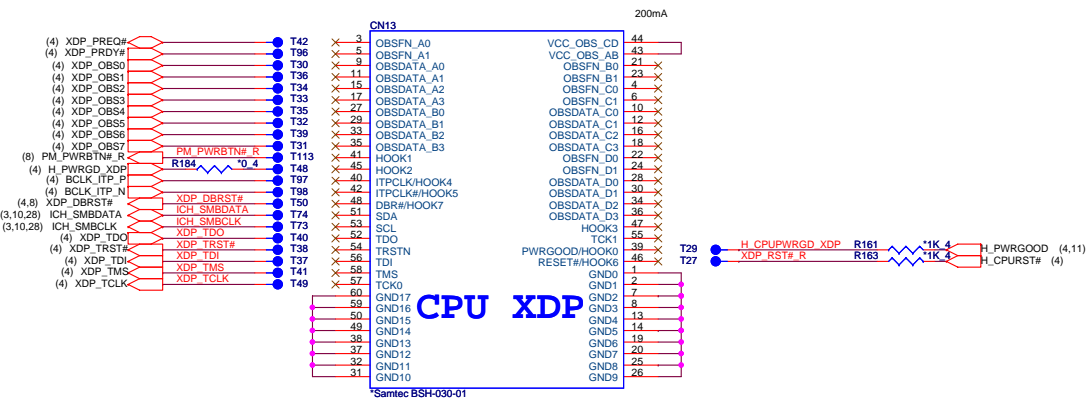 200mA
CN13
(4) XDP_PREQ# T42 3 OBSFN_A0 VCC_OBS_CD 44
(4) XDP_PRDY# T96 5 OBSFN_A1 VCC_OBS_AB 43
(4) XDP_OBS0 T30 9 OBSDATA_A0 OBSFN_B0 21
(4) XDP_OBS1 T36 11 OBSDATA_A1 OBSFN_B1 23
(4) XDP_OBS2 T34 15 OBSDATA_A2 OBSFN_C0 4
(4) XDP_OBS3 T33 17 OBSDATA_A3 OBSFN_C1 6
(4) XDP_OBS4 T35 27 OBSDATA_B0 OBSDATA_C0 10
(4) XDP_OBS5 T32 29 OBSDATA_B1 OBSDATA_C1 12
(4) XDP_OBS6 T39 33 OBSDATA_B2 OBSDATA_C2 16
(4) XDP_OBS7 T31 35 OBSDATA_B3 OBSDATA_C3 18
(8) PM_PWRBTN#_R PM_PWRBTN#_R T113 41 HOOK1 OBSFN_D0 22
(4) H_PWRGD_XDP R184 *0_4 T48 45 HOOK2 OBSFN_D1 24
(4) BCLK_ITP_P T97 40 ITPCLK/HOOK4 OBSDATA_D0 28
(4) BCLK_ITP_N T98 42 ITPCLK#/HOOK5 OBSDATA_D1 30
(4,8) XDP_DBRST# XDP_DBRST# T50 48 DBR#/HOOK7 OBSDATA_D2 34
(3,10,28) ICH_SMBDATA ICH_SMBDATA T74 51 SDA OBSDATA_D3 36
(3,10,28) ICH_SMBCLK ICH_SMBCLK T73 53 SCL HOOK3 47
(4) XDP_TDO XDP_TDO T40 52 TDO TCK1 55
(4) XDP_TRST# XDP_TRST# T38 54 TRSTN PWRGOOD/HOOK0 39 T29 H_CPUPWRGD_XDP R161 *1K_4 H_PWRGOOD (4,11)
(4) XDP_TDI XDP_TDI T37 56 TDI RESET#/HOOK6 46 T27 XDP_RST#_R R163 *1K_4 H_CPURST# (4)
(4) XDP_TMS XDP_TMS T41 58 TMS GND0 1
(4) XDP_TCLK XDP_TCLK T49 57 TCK0 GND1 2
60 GND17 GND2 7
59 GND16 GND3 8
50 GND15 GND4 13
49 GND14 GND5 14
38 GND13 GND6 19
37 GND12 GND7 20
32 GND11 GND8 25
31 GND10 GND9 26
CPU XDP
*Samtec BSH-030-01